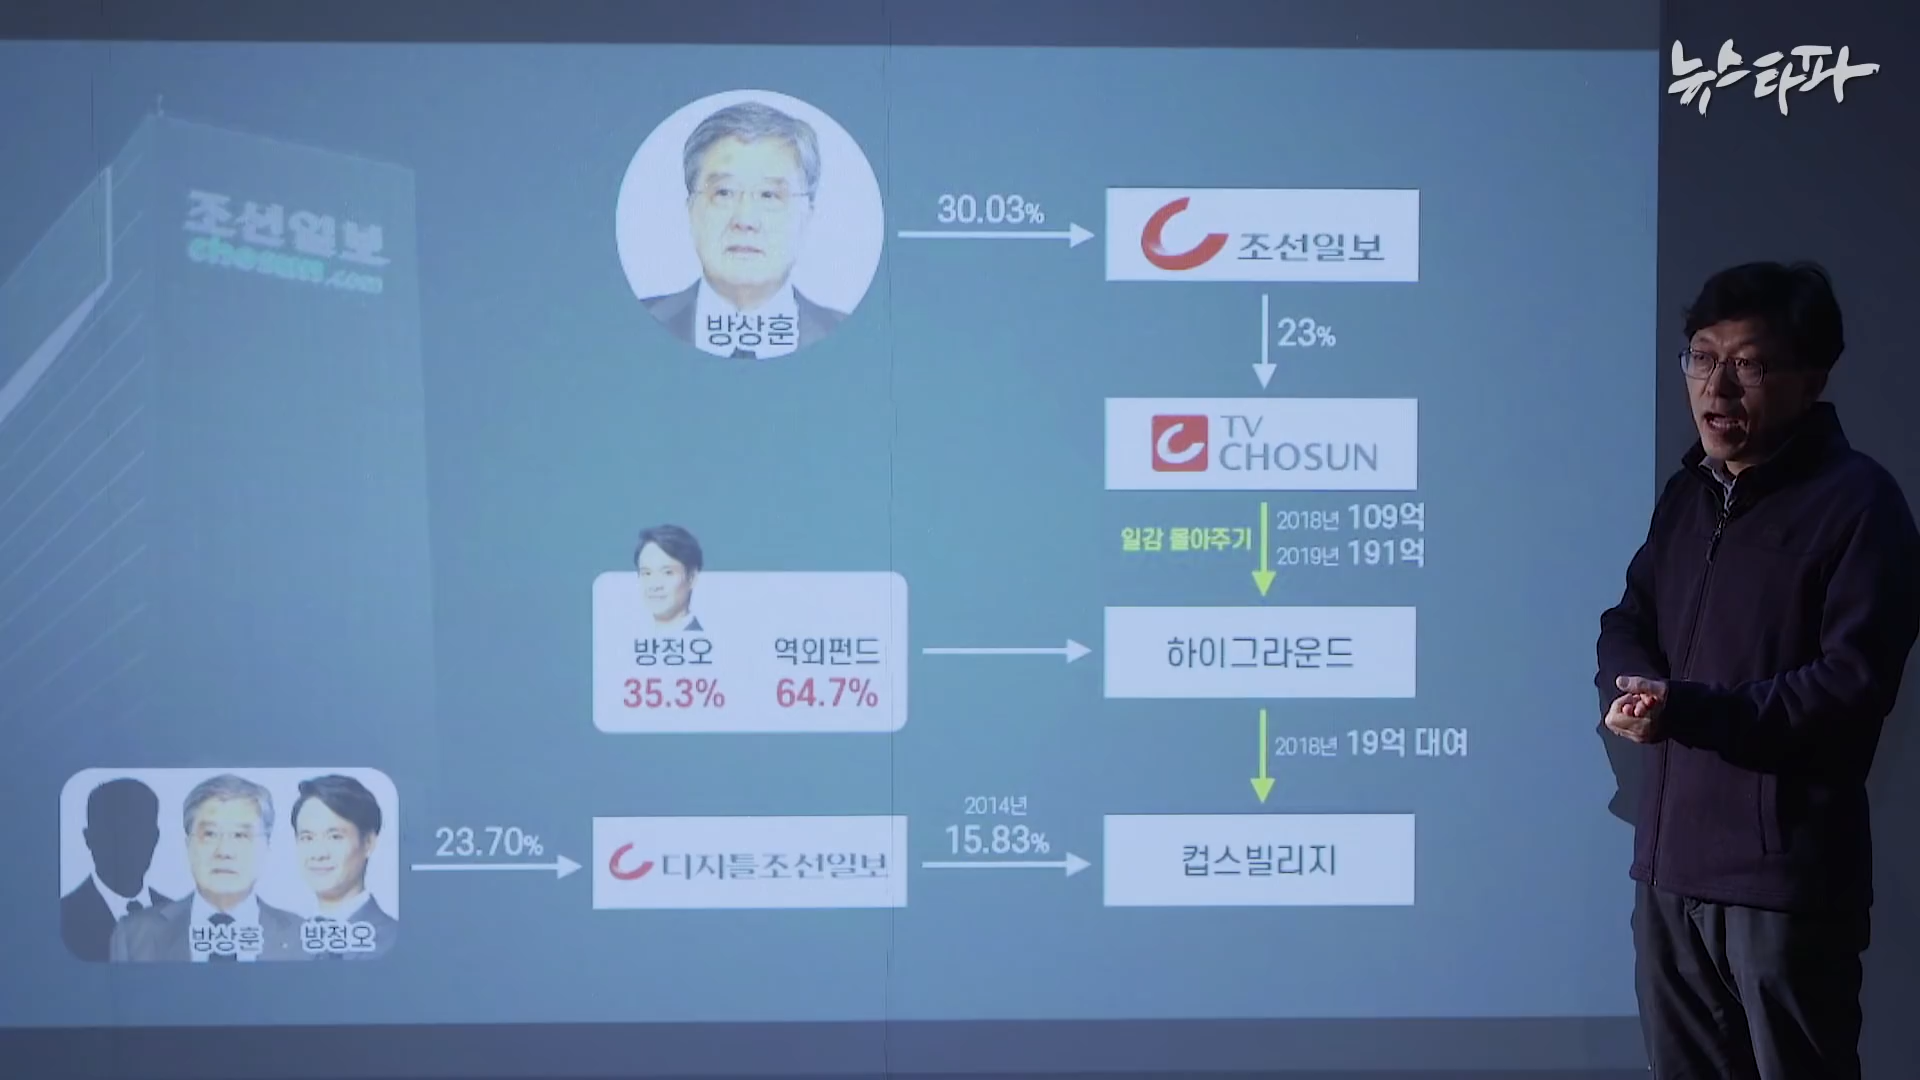 뉴스타파
조선일보
chosun.com
방상훈
30.03%
조선일보
23%
TV
CHOSUN
일감 몰아주기
2018년 109억
2019년 191억
방정오 역외펀드
35.3% 64.7%
하이그라운드
2018년 19억 대여
방상훈 방정오
23.70%
디지틀조선일보
2014년
15.83%
컵스빌리지